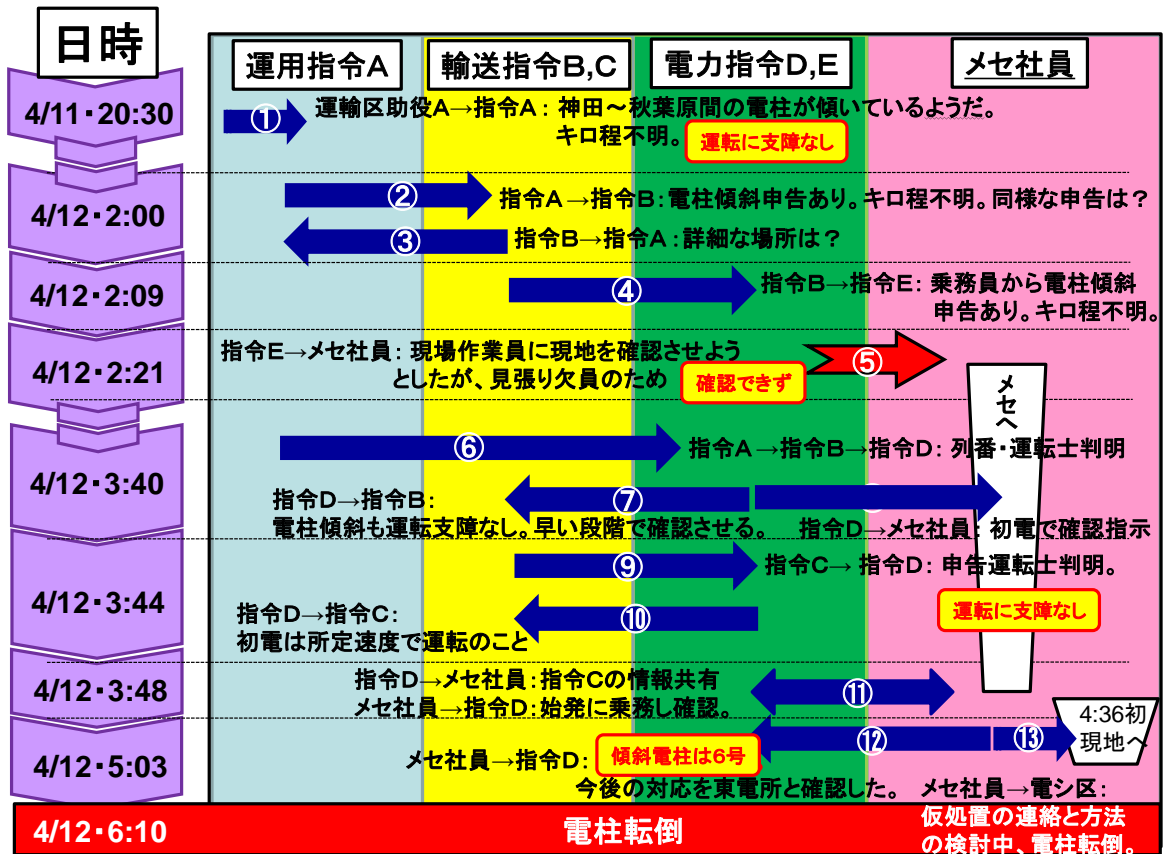 日時
運用指令A
輸送指令B,C
電力指令D,E
メセ社員
4/11・20:30
①
運輸区助役A→指令A：神田～秋葉原間の電柱が傾いているようだ。
キロ程不明。
運転に支障なし
4/12・2:00
②
指令A→指令B：電柱傾斜申告あり。キロ程不明。同様な申告は？
③
指令B→指令A：詳細な場所は？
4/12・2:09
④
指令B→指令E：乗務員から電柱傾斜
申告あり。キロ程不明。
4/12・2:21
指令E→メセ社員：現場作業員に現地を確認させよう
としたが、見張り欠員のため
確認できず
⑤
メセへ
4/12・3:40
⑥
指令A→指令B→指令D：列番・運転士判明
⑦
指令D→指令B：
電柱傾斜も運転支障なし。早い段階で確認させる。
指令D→メセ社員：初電で確認指示
4/12・3:44
⑨
指令C→指令D：申告運転士判明。
⑩
指令D→指令C：
初電は所定速度で運転のこと
運転に支障なし
4/12・3:48
指令D→メセ社員：指令Cの情報共有
メセ社員→指令D：始発に乗務し確認。
⑪
4/12・5:03
⑫
⑬
4:36初
現地へ
メセ社員→指令D：
傾斜電柱は6号
今後の対応を東電所と確認した。
メセ社員→電シ区：
仮処置の連絡と方法
の検討中、電柱転倒。
4/12・6:10
電柱転倒